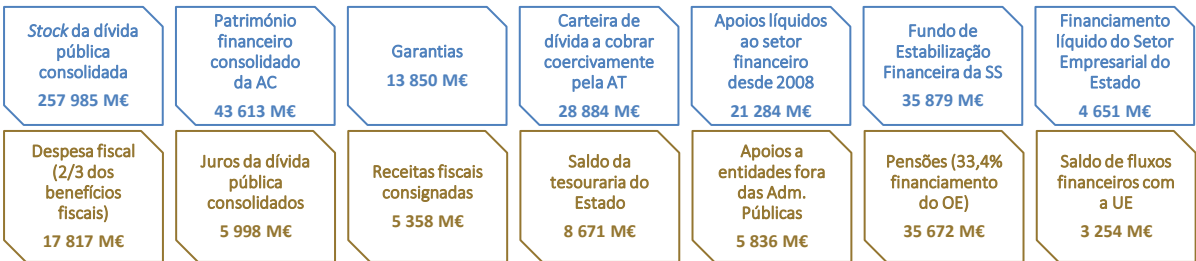 Stock da dívida
pública
consolidada
257 985 M€
Património
financeiro
consolidado
da AC
43 613 M€
Garantias
13 850 M€
Carteira de
dívida a cobrar
coercivamente
pela AT
28 884 M€
Apoios líquidos
ao setor
financeiro
desde 2008
21 284 M€
Fundo de
Estabilização
Financeira da SS
35 879 M€
Financiamento
líquido do Setor
Empresarial do
Estado
4 651 M€
Despesa fiscal
(2/3 dos
benefícios
fiscais)
17 817 M€
Juros da dívida
pública
consolidados
5 998 M€
Receitas fiscais
consignadas
5 358 M€
Saldo da
tesouraria do
Estado
8 671 M€
Apoios a
entidades fora
das Adm.
Públicas
5 836 M€
Pensões (33,4%
financiamento
do OE)
35 672 M€
Saldo de fluxos
financeiros com
a UE
3 254 M€